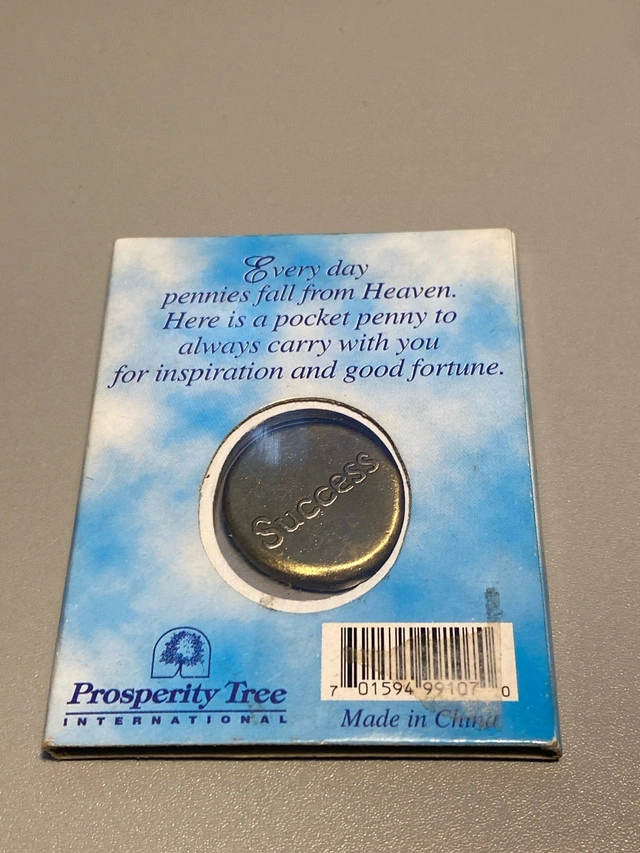 Every day
pennies fall from Heaven.
Here is a pocket penny to
always carry with you
for inspiration and good fortune.
Success
Prosperity Tree
INTERNATIONAL
7 01594 99107 0
Made in China